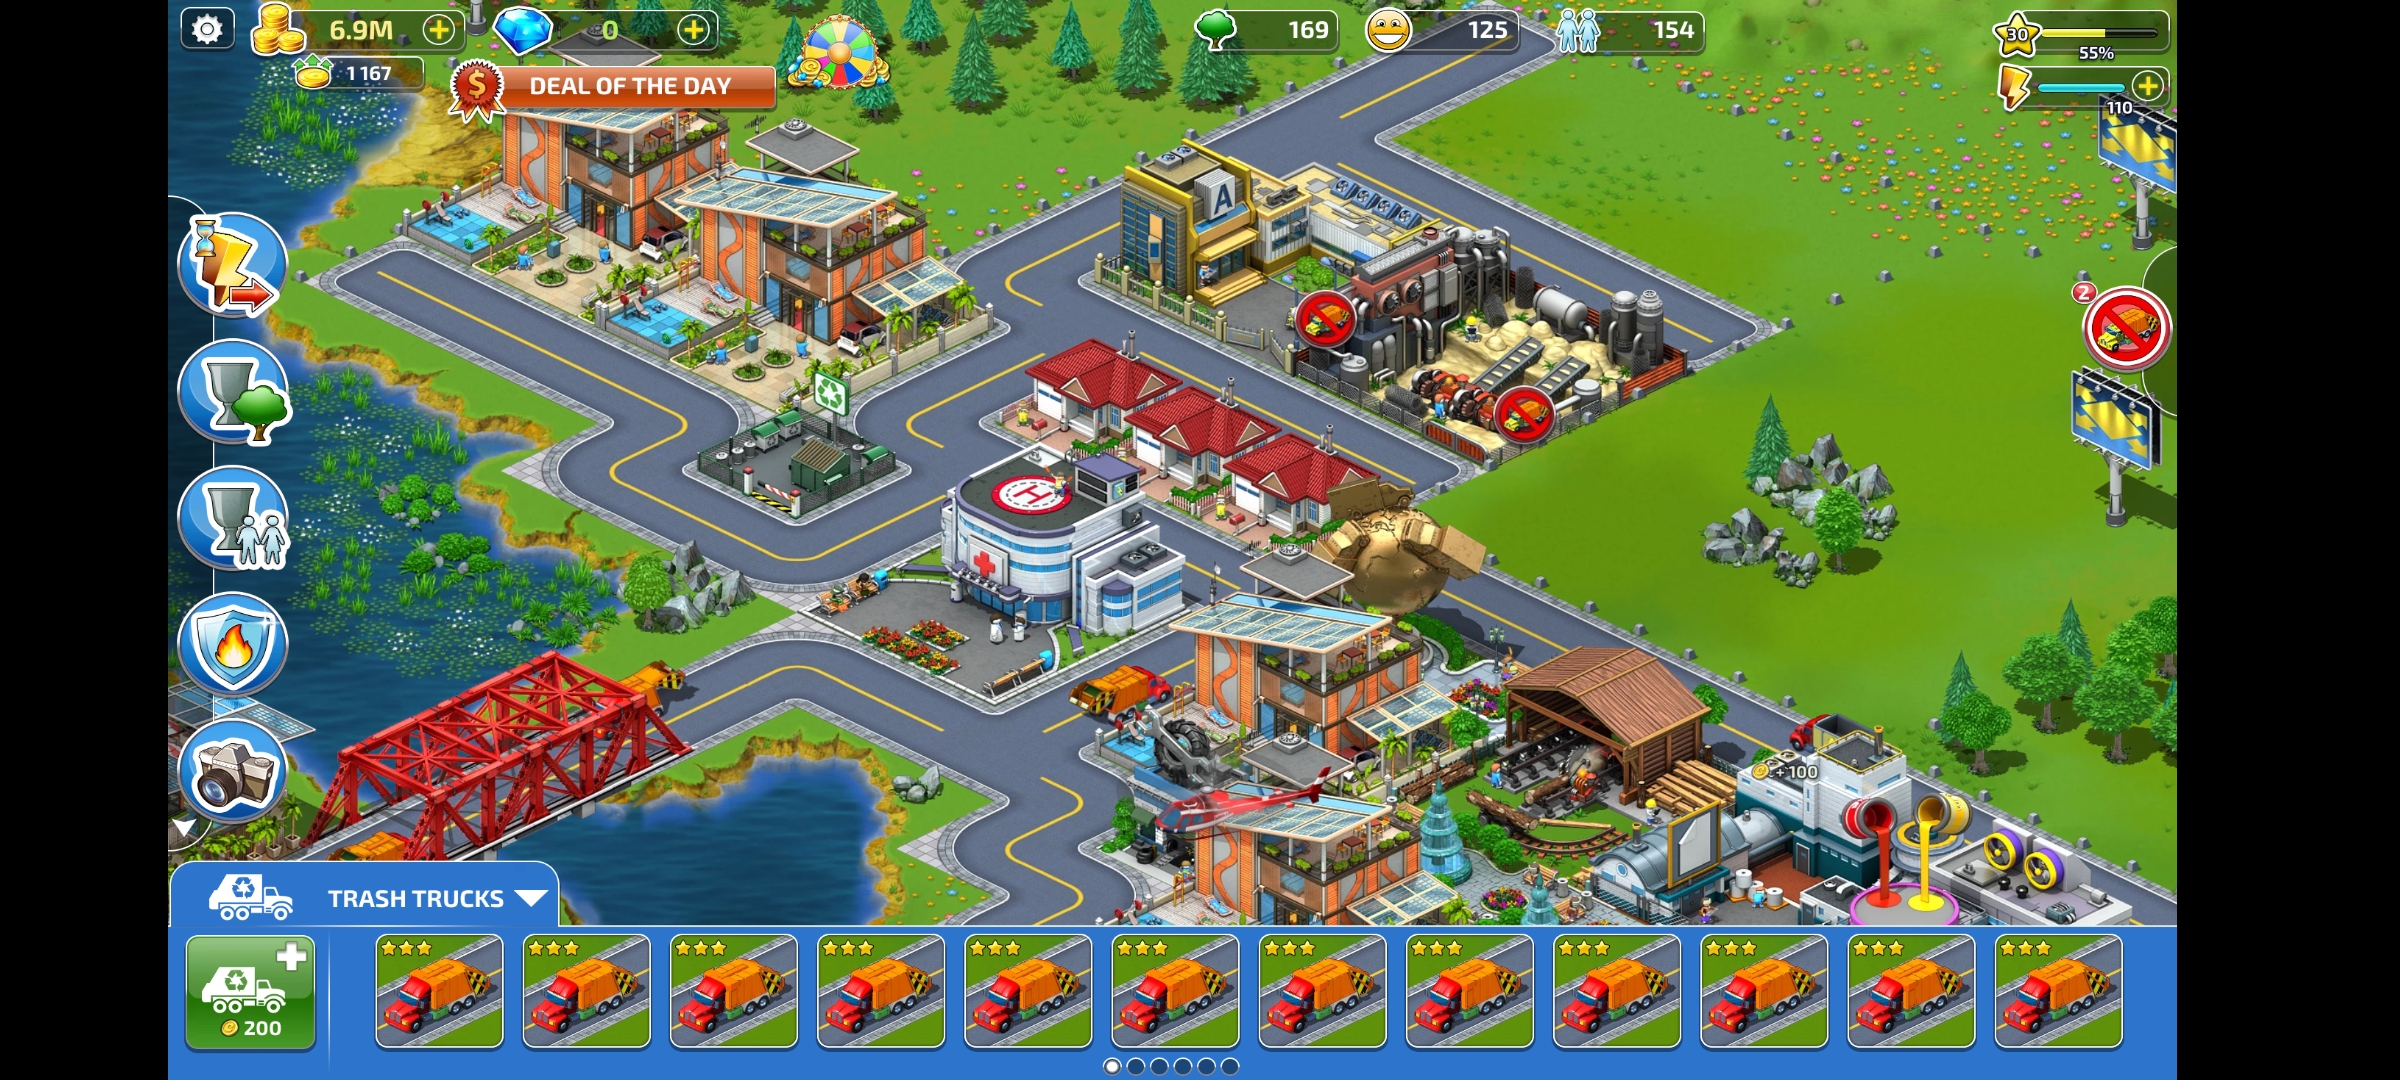 6.9M
0
169
125
154
30
55%
1 167
DEAL OF THE DAY
110
A
2
H
+100
TRASH TRUCKS
200